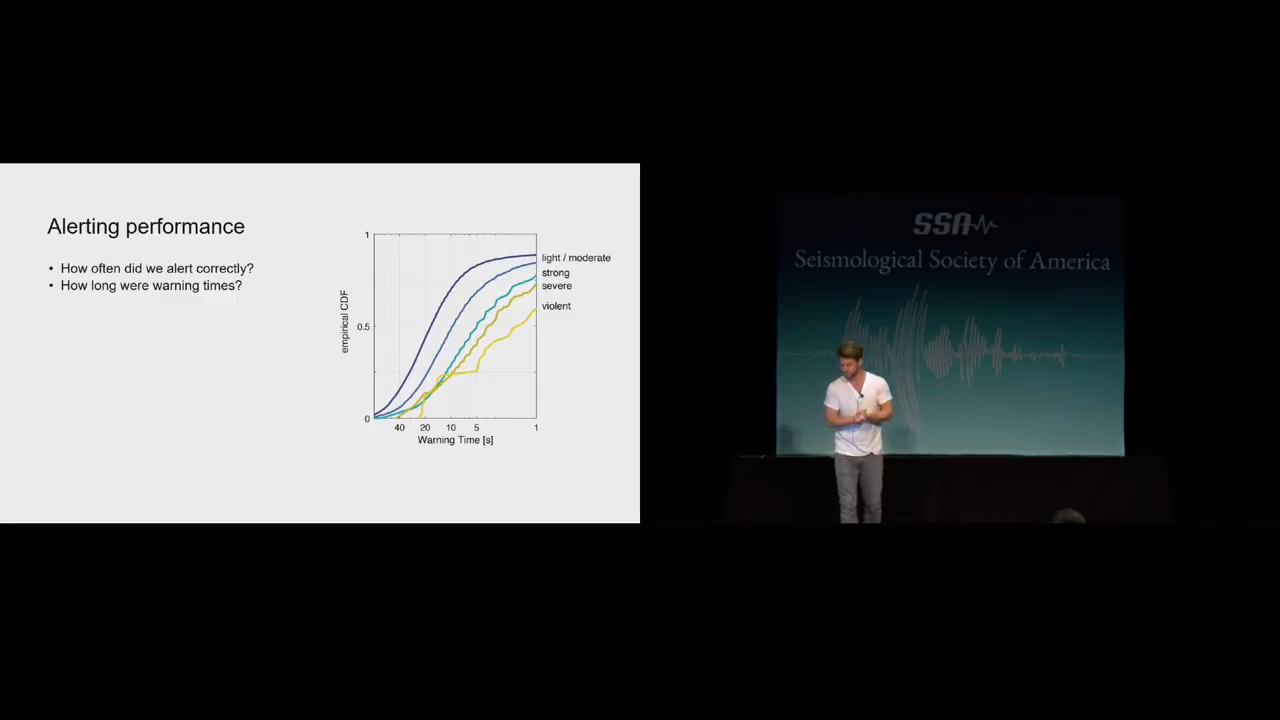 Alerting performance
• How often did we alert correctly?
• How long were warning times?
1
0.5
0
empirical CDF
40 20 10 5 1
Warning Time [s]
light / moderate
strong
severe
violent
SSA
Seismological Society of America